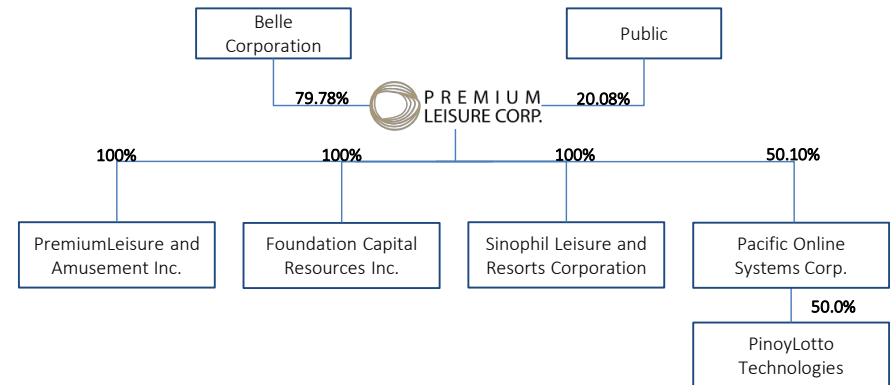 Belle
Corporation
Public
79.78%
PREMIUM
LEISURE CORP.
20.08%
100%
100%
100%
50.10%
PremiumLeisure and
Amusement Inc.
Foundation Capital
Resources Inc.
Sinophil Leisure and
Resorts Corporation
Pacific Online
Systems Corp.
50.0%
PinoyLotto
Technologies